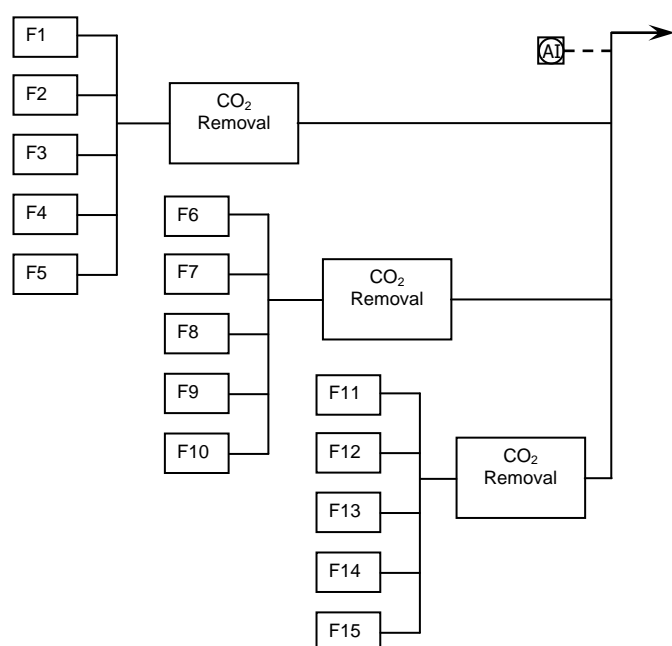 F1
F2
F3
F4
F5
CO₂
Removal
AI
F6
F7
F8
F9
F10
CO₂
Removal
F11
F12
F13
F14
F15
CO₂
Removal